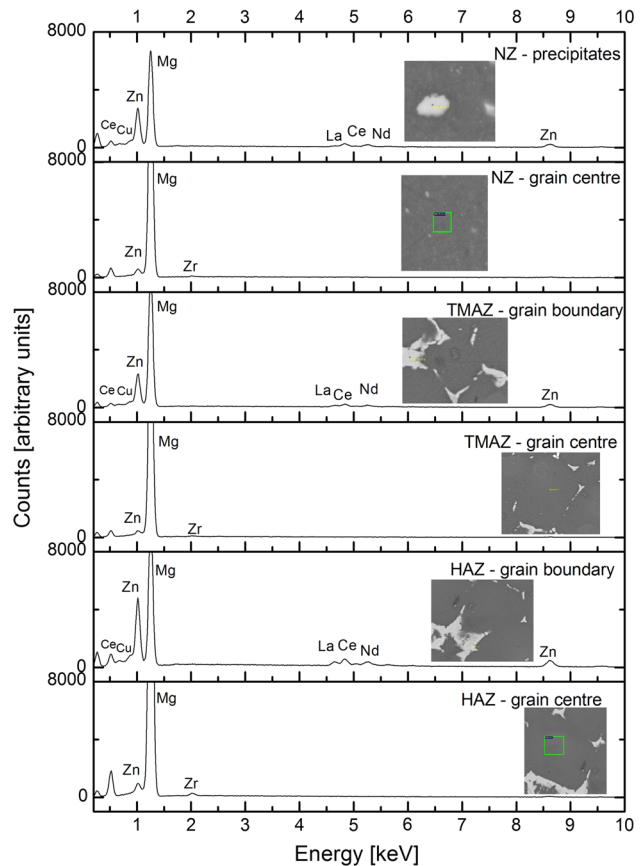 0 1 2 3 4 5 6 7 8 9 10
8000
NZ - precipitates
Mg
Zn
Ce Cu
La Ce Nd
Zn
0
8000
NZ - grain centre
Mg
Zn
Zr
0
8000
TMAZ - grain boundary
Mg
Zn
Ce Cu
La Ce Nd
Zn
0
8000
TMAZ - grain centre
Mg
Zn
Zr
0
8000
HAZ - grain boundary
Mg
Zn
Ce Cu
La Ce Nd
Zn
0
8000
HAZ - grain centre
Mg
Zn
Zr
0
1 2 3 4 5 6 7 8 9 10
Energy [keV]
Counts [arbitrary units]